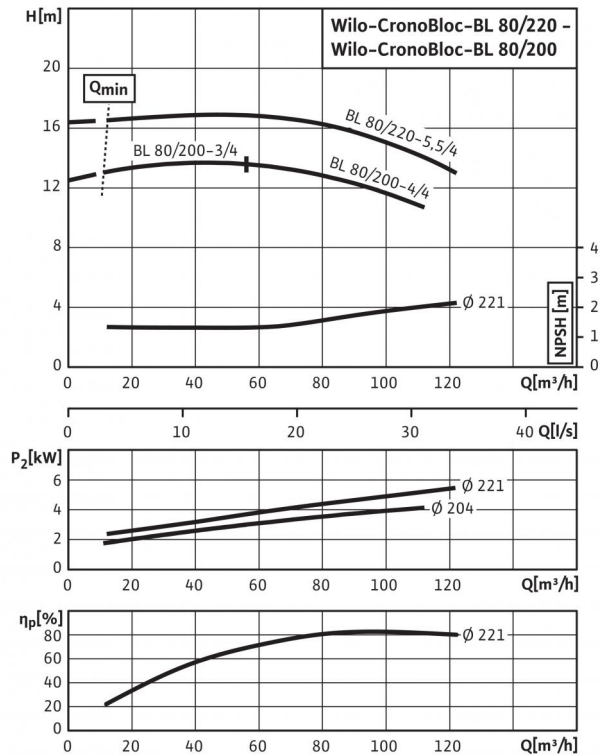 H [m]
Wilo-CronoBloc-BL 80/220 -
Wilo-CronoBloc-BL 80/200
20
Qmin
16
BL 80/220-5,5/4
BL 80/200-3/4
BL 80/200-4/4
12
8
4
3
4
Ø 221
2
1
NPSH [m]
0
0
0 20 40 60 80 100 120 Q[m³/h]
0 10 20 30 40 Q[l/s]
P₂[kW]
6
Ø 221
4
Ø 204
2
0
0 20 40 60 80 100 120 Q[m³/h]
ηp[%]
80
Ø 221
60
40
20
0
0 20 40 60 80 100 120 Q[m³/h]